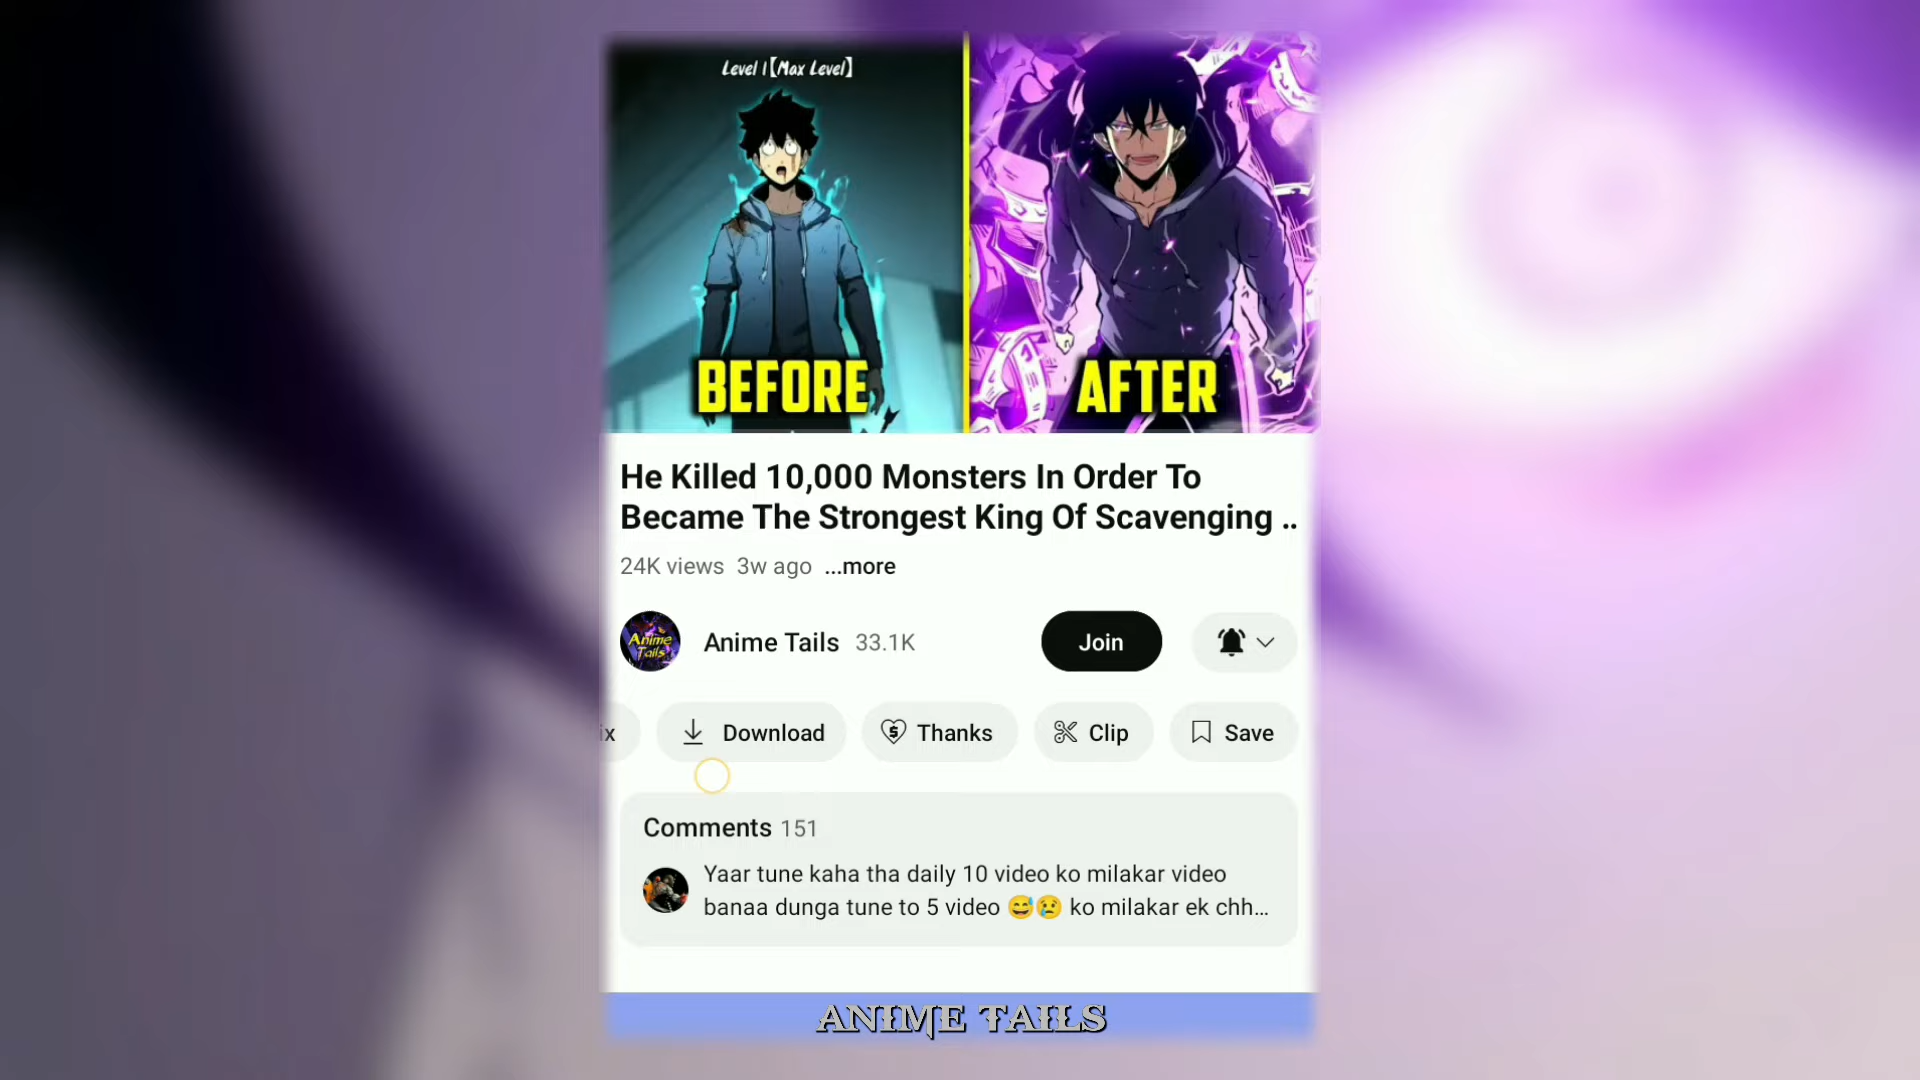 Level 1【Max Level】
BEFORE
AFTER
He Killed 10,000 Monsters In Order To
Became The Strongest King Of Scavenging ..
24K views 3w ago ...more
Anime Tails
Anime Tails 33.1K
Join
ix
Download
Thanks
Clip
Save
Comments 151
Yaar tune kaha tha daily 10 video ko milakar video
banaa dunga tune to 5 video 😅😢 ko milakar ek chh...
ANIME TAILS